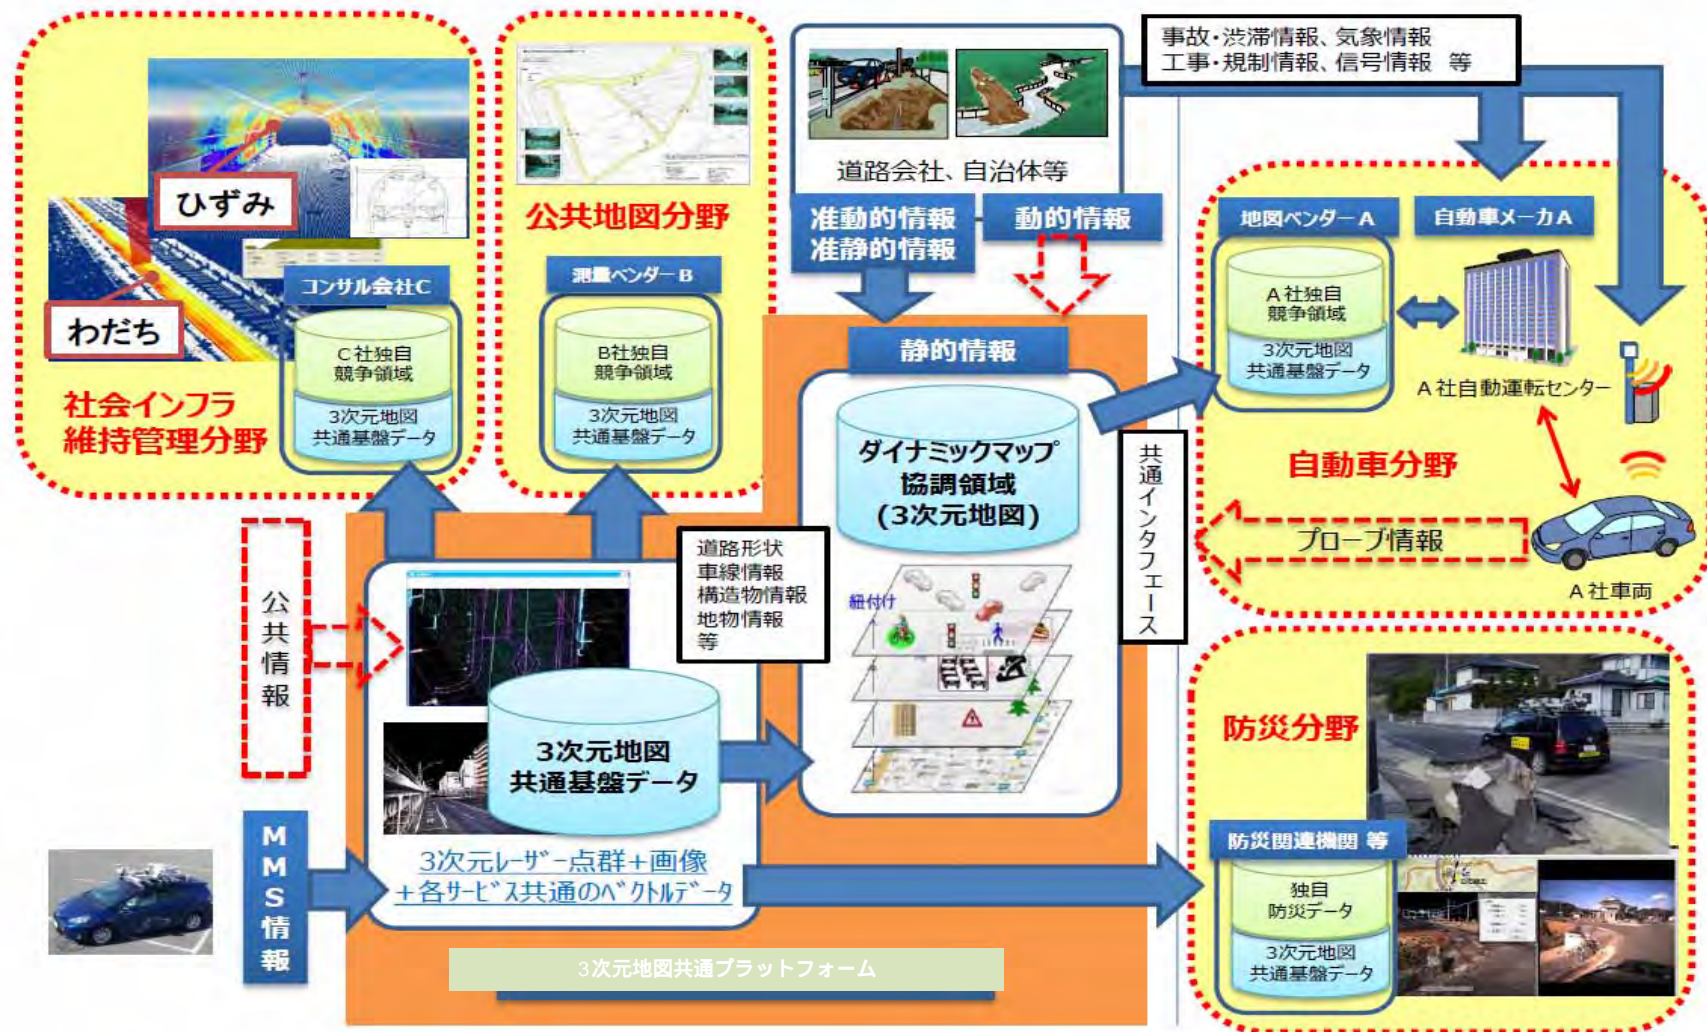 ひずみ
わだち
社会インフラ
維持管理分野
コンサル会社C
C社独自
競争領域
3次元地図
共通基盤データ
公共地図分野
測量ベンダーB
B社独自
競争領域
3次元地図
共通基盤データ
道路会社、自治体等
准動的情報
准静的情報
動的情報
事故・渋滞情報、気象情報
工事・規制情報、信号情報 等
地図ベンダーA
自動車メーカA
A社独自
競争領域
3次元地図
共通基盤データ
A社自動運転センター
自動車分野
プローブ情報
A社車両
静的情報
ダイナミックマップ
協調領域
(3次元地図)
紐付け
共通インタフェース
道路形状
車線情報
構造物情報
地物情報
等
公共情報
MMS情報
3次元地図
共通基盤データ
3次元レーザー点群+画像
+各サービス共通のベクトルデータ
3次元地図共通プラットフォーム
防災分野
防災関連機関 等
独自
防災データ
3次元地図
共通基盤データ